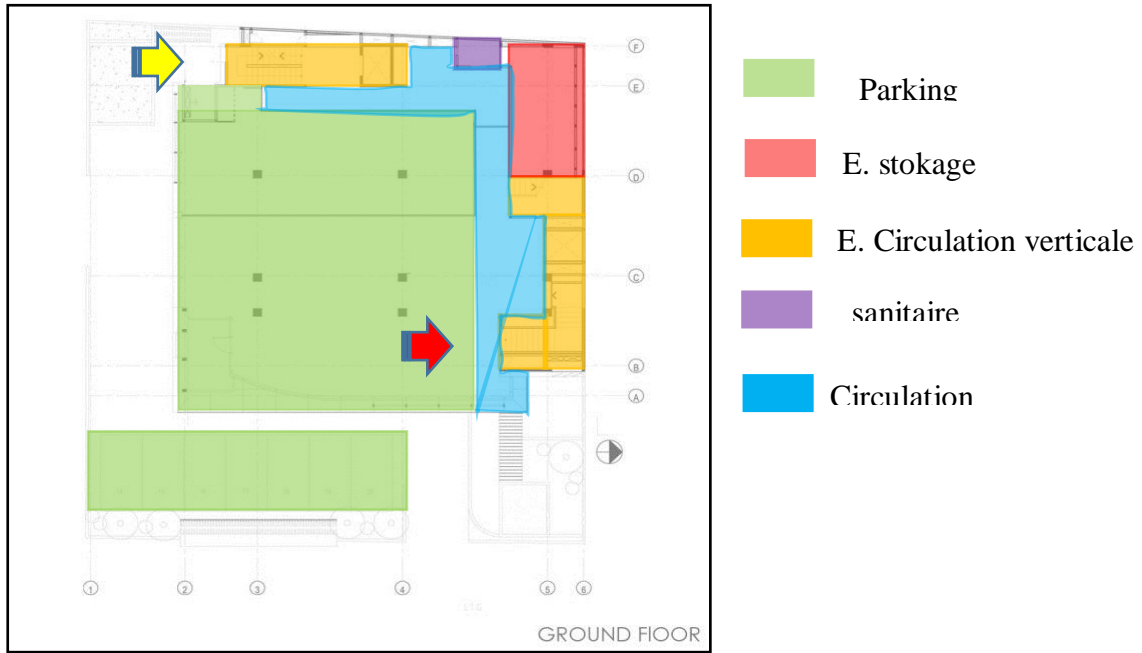 F
E
D
C
B
A
1
2
3
4
5
6
GROUND FlOOR
Parking
E. stokage
E. Circulation verticale
sanitaire
Circulation